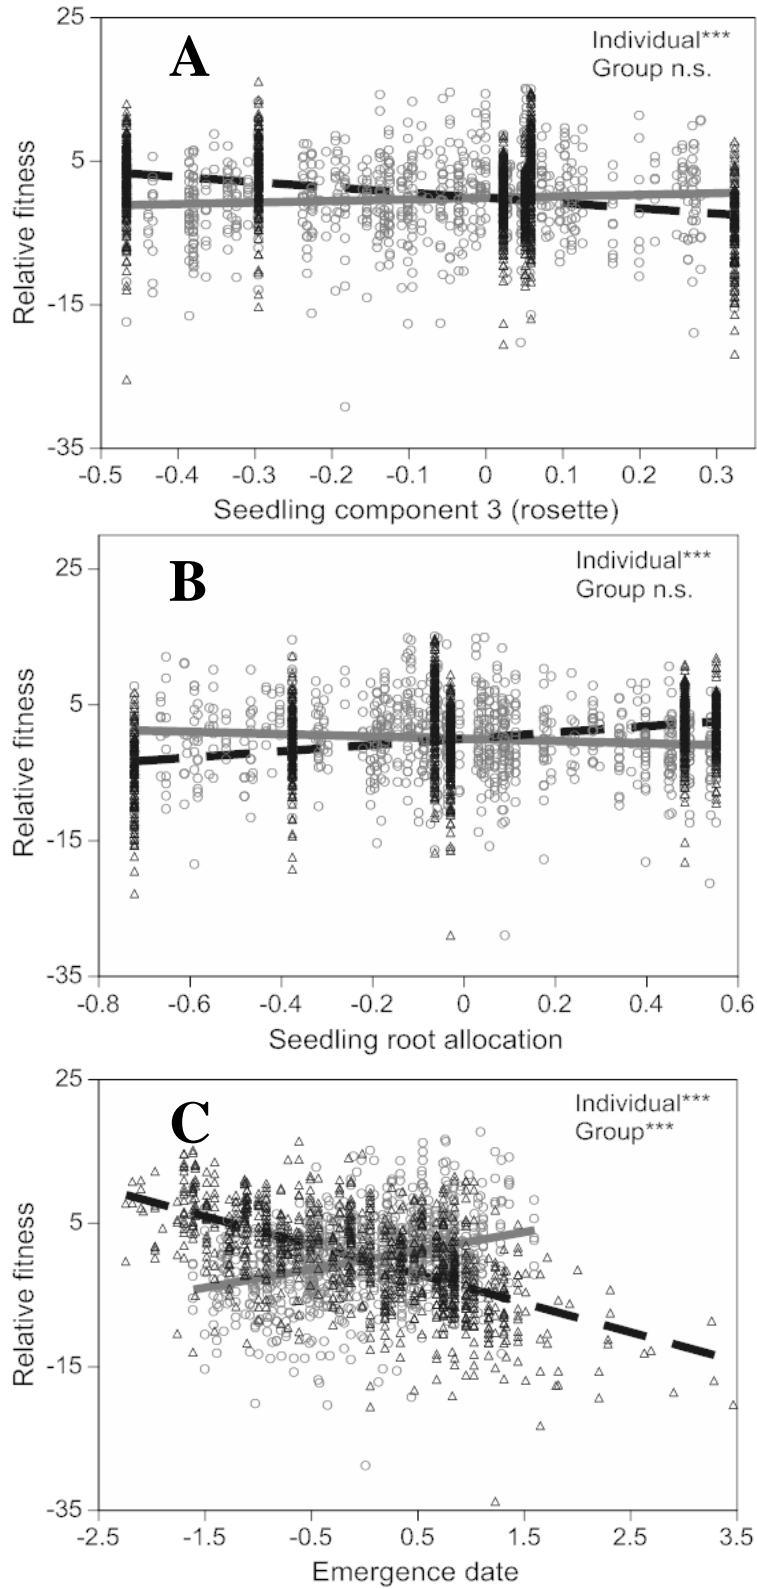 25
A
Individual***
Group n.s.
5
Relative fitness
-15
-35
-0.5 -0.4 -0.3 -0.2 -0.1 0 0.1 0.2 0.3
Seedling component 3 (rosette)
25
B
Individual***
Group n.s.
5
Relative fitness
-15
-35
-0.8 -0.6 -0.4 -0.2 0 0.2 0.4 0.6
Seedling root allocation
25
C
Individual***
Group***
5
Relative fitness
-15
-35
-2.5 -1.5 -0.5 0.5 1.5 2.5 3.5
Emergence date